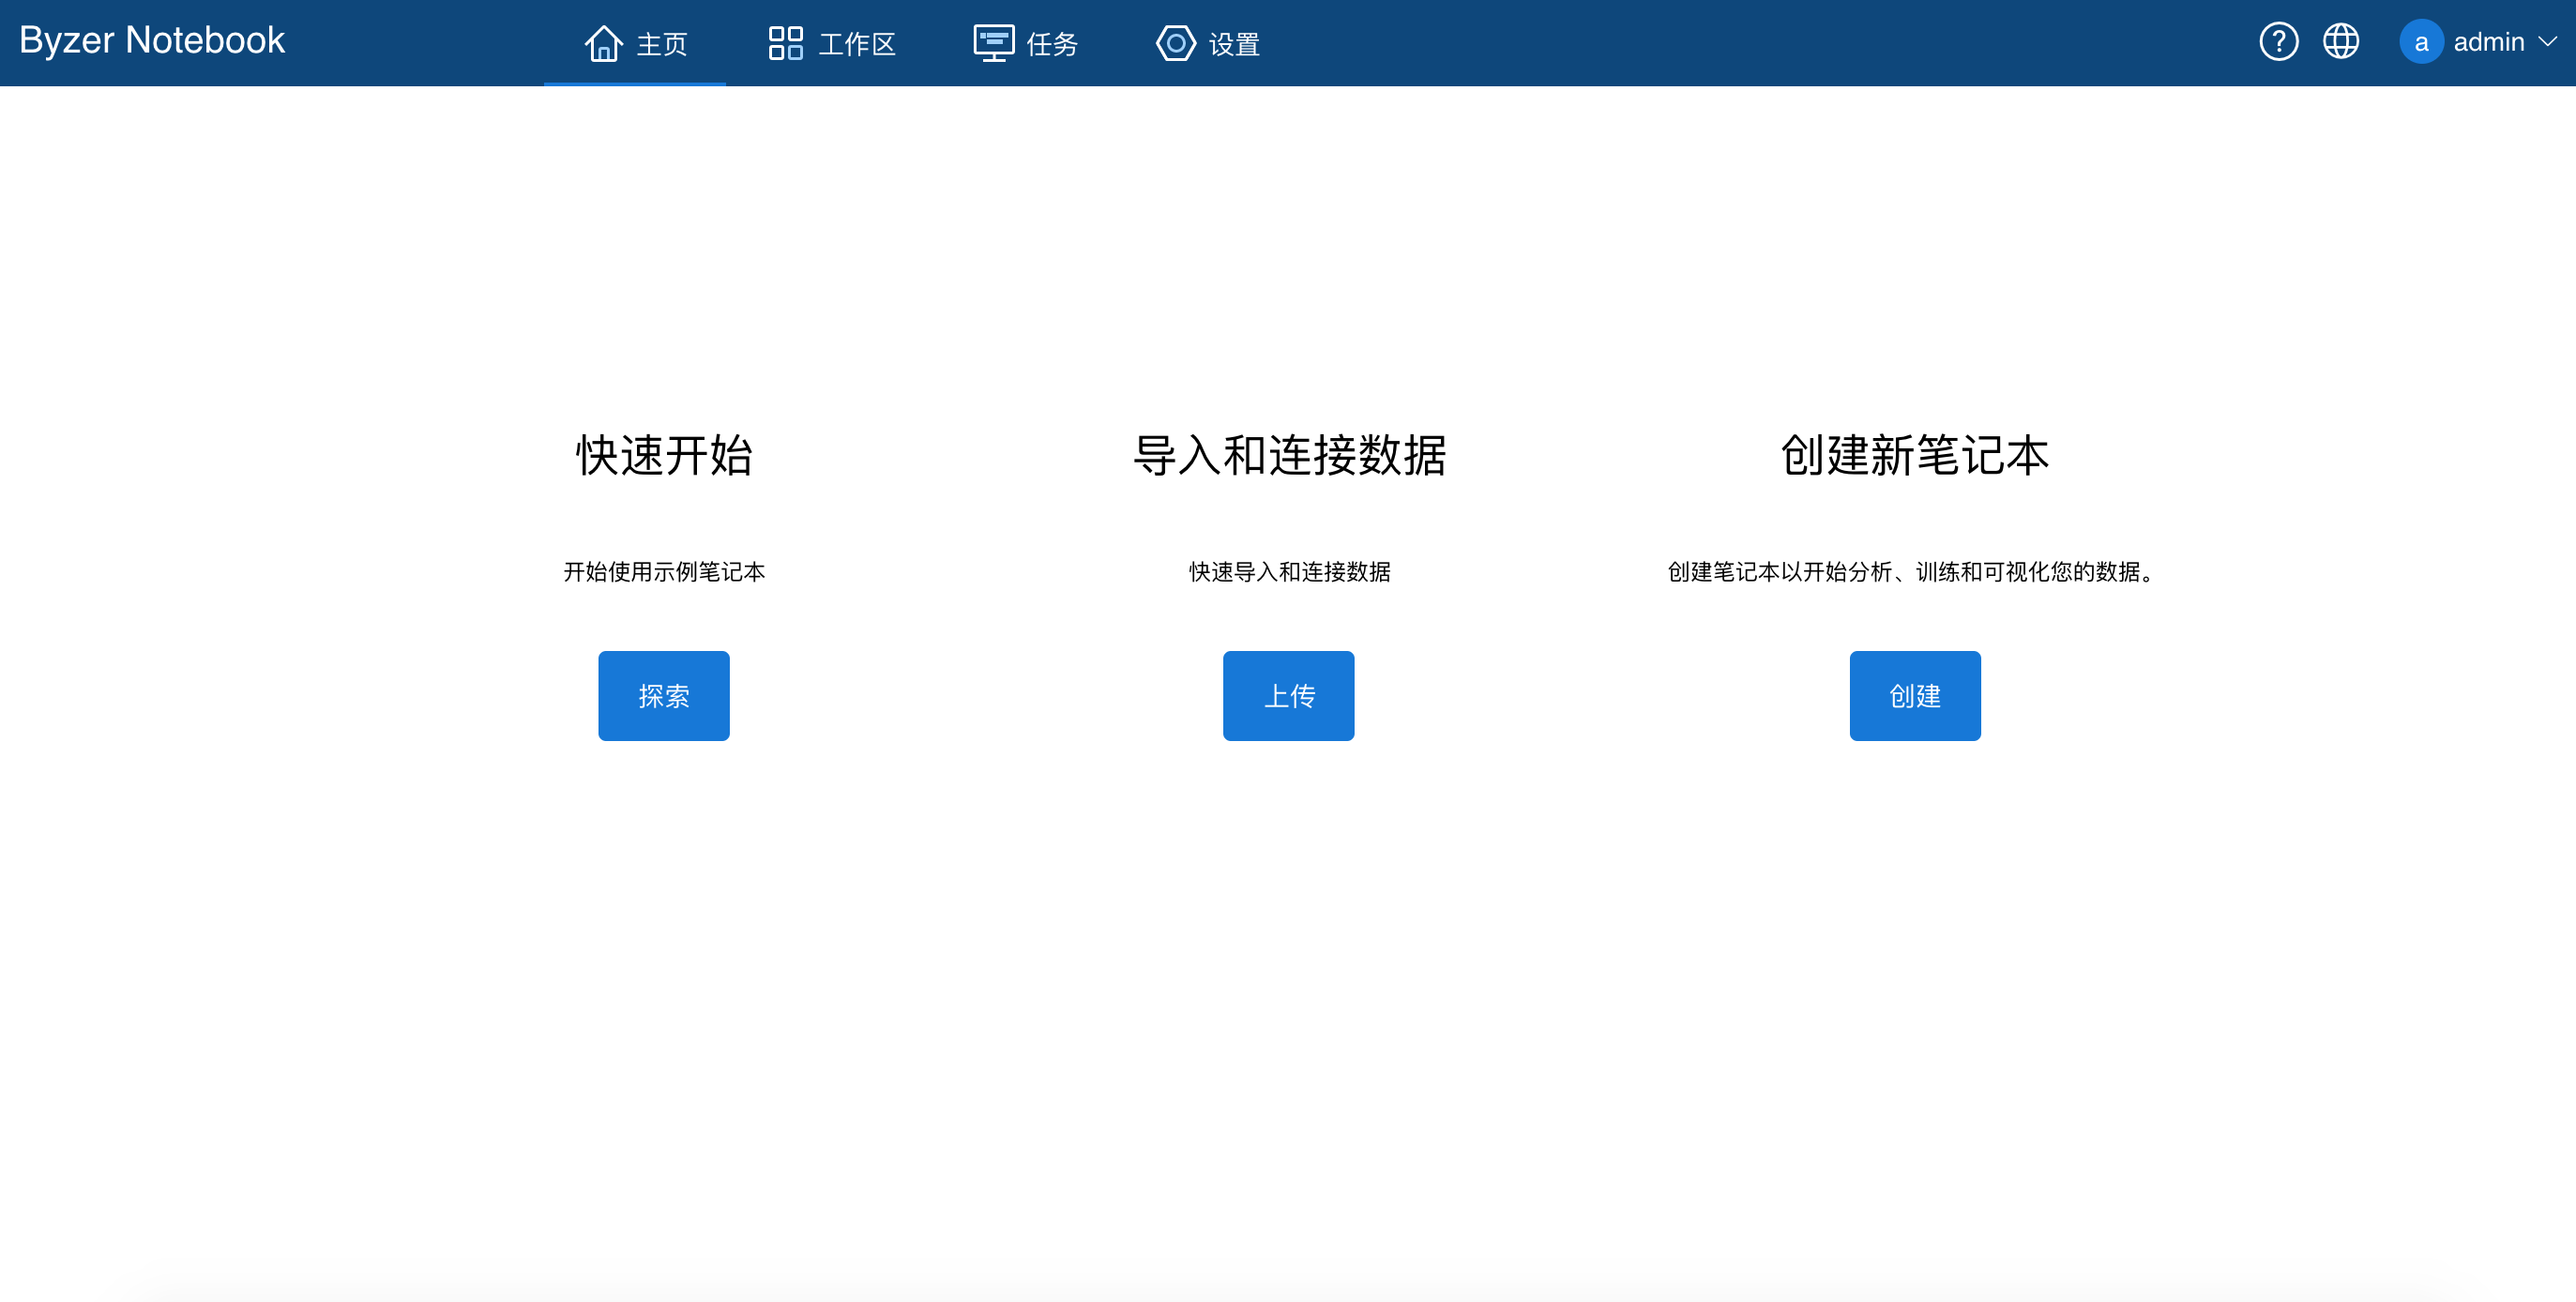 Byzer Notebook
主页
工作区
任务
设置
?
a
admin
快速开始
导入和连接数据
创建新笔记本
开始使用示例笔记本
快速导入和连接数据
创建笔记本以开始分析、训练和可视化您的数据。
探索
上传
创建